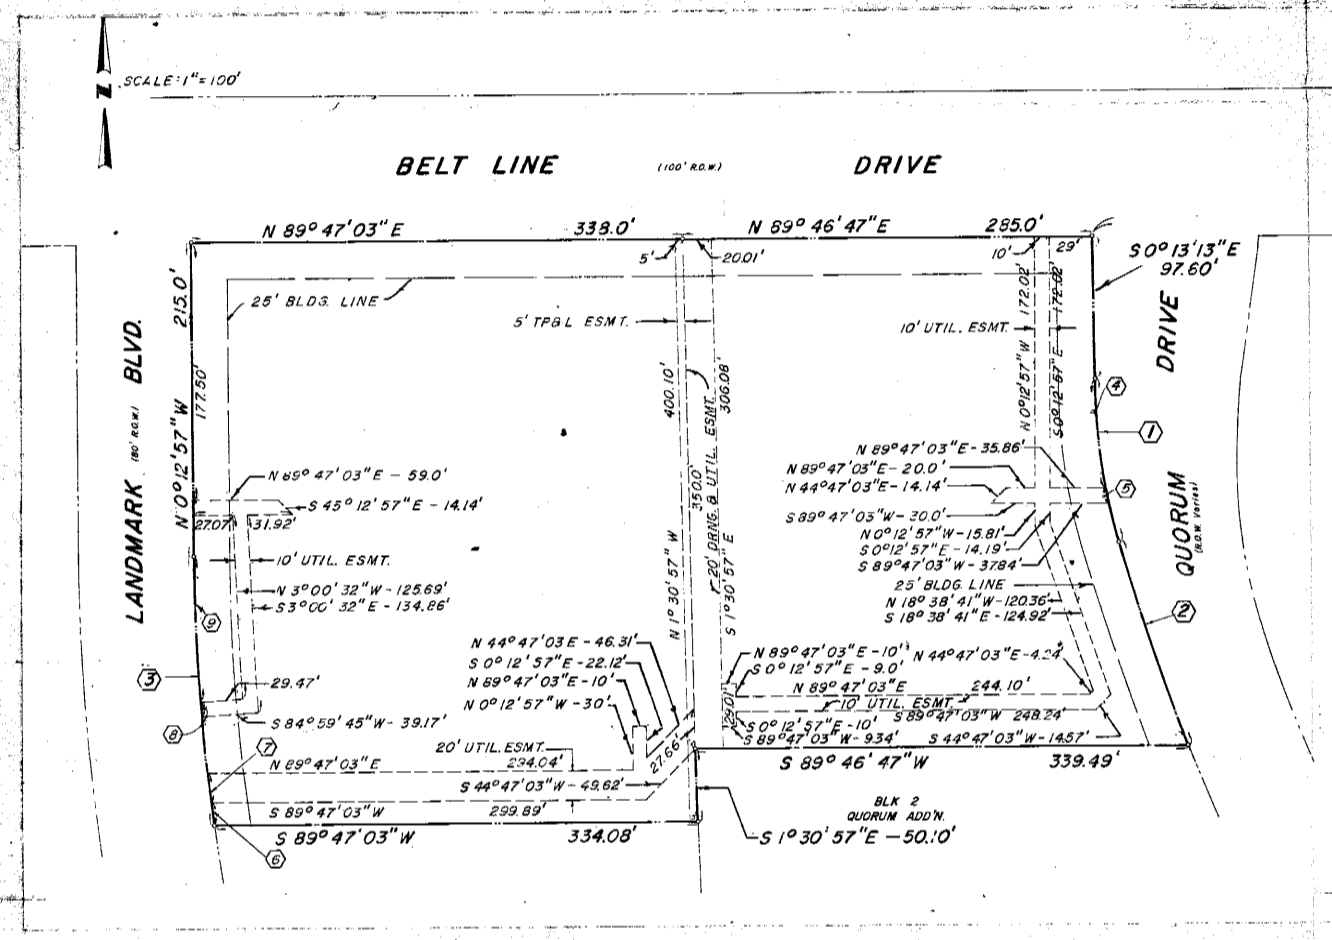 N
SCALE: 1" = 100'
BELT LINE (100' R.O.W.) DRIVE
N 89° 47' 03" E 338.0' N 89° 46' 47" E 285.0'
S 0° 13' 13" E
97.60'
5' 20.01' 10' 29'
215.0'
25' BLDG. LINE
5' TP&L ESMT.
10' UTIL. ESMT.
172.02'
172.02'
N 0° 12' 57" W
S 0° 12' 57" E
LANDMARK (80' R.O.W.) BLVD.
N 0° 12' 57" W
177.50'
400.10'
306.08'
350.0'
20' DRNG. & UTIL. ESMT.
N 1° 30' 57" W
S 1° 30' 57" E
QUORUM DRIVE
(R.O.W. Varies)
4
1
N 89° 47' 03" E - 35.86'
N 89° 47' 03" E - 20.0'
N 44° 47' 03" E - 14.14'
5
S 89° 47' 03" W - 30.0'
N 0° 12' 57" W - 15.81'
S 0° 12' 57" E - 14.19'
S 89° 47' 03" W - 37.84'
25' BLDG. LINE
N 18° 38' 41" W - 120.36'
S 18° 38' 41" E - 124.92'
2
N 89° 47' 03" E - 59.0'
S 45° 12' 57" E - 14.14'
27.07' 31.92'
10' UTIL. ESMT.
N 3° 00' 32" W - 125.69'
S 3° 00' 32" E - 134.86'
9
3
29.47'
S 84° 59' 45" W - 39.17'
8
7
N 44° 47' 03 E - 46.31'
S 0° 12' 57" E - 22.12'
N 89° 47' 03" E - 10'
N 0° 12' 57" W - 30'
N 89° 47' 03" E - 10'
S 0° 12' 57" E - 9.0'
N 44° 47' 03" E - 4.24'
N 89° 47' 03" E 244.10'
10' UTIL. ESMT.
129.01'
S 0° 12' 57" E - 10'
S 89° 47' 03" W 248.24'
S 89° 47' 03" W - 9.34'
S 44° 47' 03" W - 14.57'
27.66'
20' UTIL. ESMT.
N 89° 47' 03" E 294.04'
S 44° 47' 03" W - 49.62'
S 89° 47' 03" W 299.89'
S 89° 46' 47" W 339.49'
S 89° 47' 03" W 334.08'
6
BLK 2
QUORUM ADD'N.
S 1° 30' 57" E - 50.10'